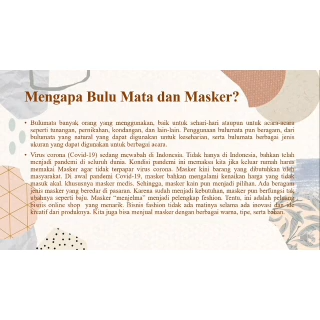 Mengapa Bulu Mata dan Masker?
• Bulumata banyak orang yang menggunakan, baik untuk sehari-hari ataupun untuk acara-acara
seperti tunangan, pernikahan, kondangan, dan lain-lain. Penggunaan bulumata pun beragam, dari
bulumata yang natural yang dapat digunakan untuk keseharian, serta bulumata berbagai jenis
ukuran yang dapat digunakan untuk berbagai acara.
• Virus corona (Covid-19) sedang mewabah di Indonesia. Tidak hanya di Indonesia, bahkan telah
menjadi pendemi di seluruh dunia. Kondisi pandemi ini memaksa kita jika keluar rumah harus
memakai Masker agar tidak terpapar virus corona. Masker kini barang yang dibutuhkan oleh
masyarakat. Di awal pandemi Covid-19, masker bahkan mengalami kenaikan harga yang tidak
masuk akal, khususnya masker medis. Sehingga, masker kain pun menjadi pilihan. Ada beragam
jenis masker yang beredar di pasaran. Karena sudah menjadi kebutuhan, masker pun berfungsi tak
ubahnya seperti baju. Masker “menjelma” menjadi pelengkap feshion. Tentu, ini adalah peluang
bisnis online shop yang menarik. Bisnis fashion tidak ada matinya selama ada inovasi dan ide
kreatif dari produknya. Kita juga bisa menjual masker dengan berbagai warna, tipe, serta bahan.